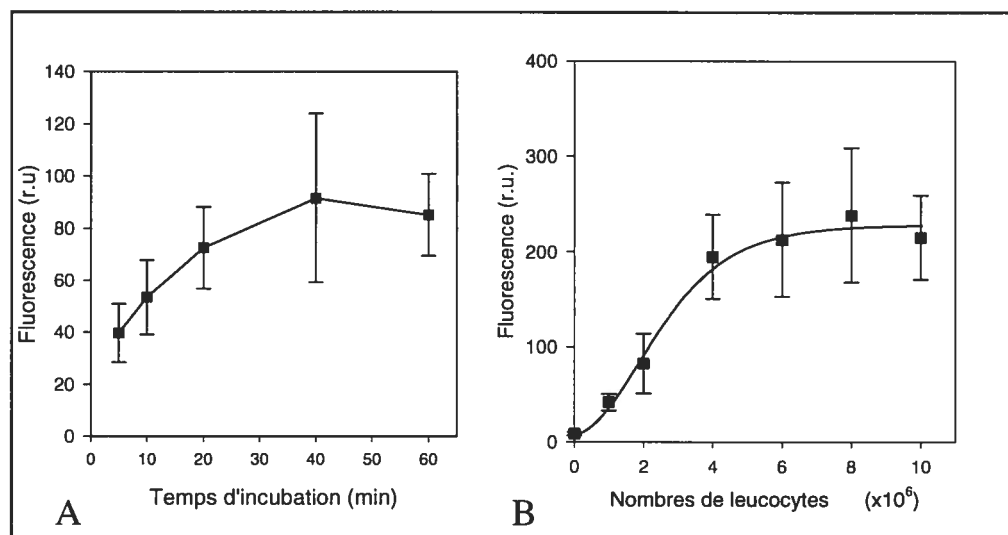 140
120
100
80
60
40
20
0
Fluorescence (r.u)
0 10 20 30 40 50 60
Temps d'incubation (min)
A
400
300
200
100
0
Fluorescence (r.u.)
0 2 4 6 8 10
Nombres de leucocytes (x10⁶)
B